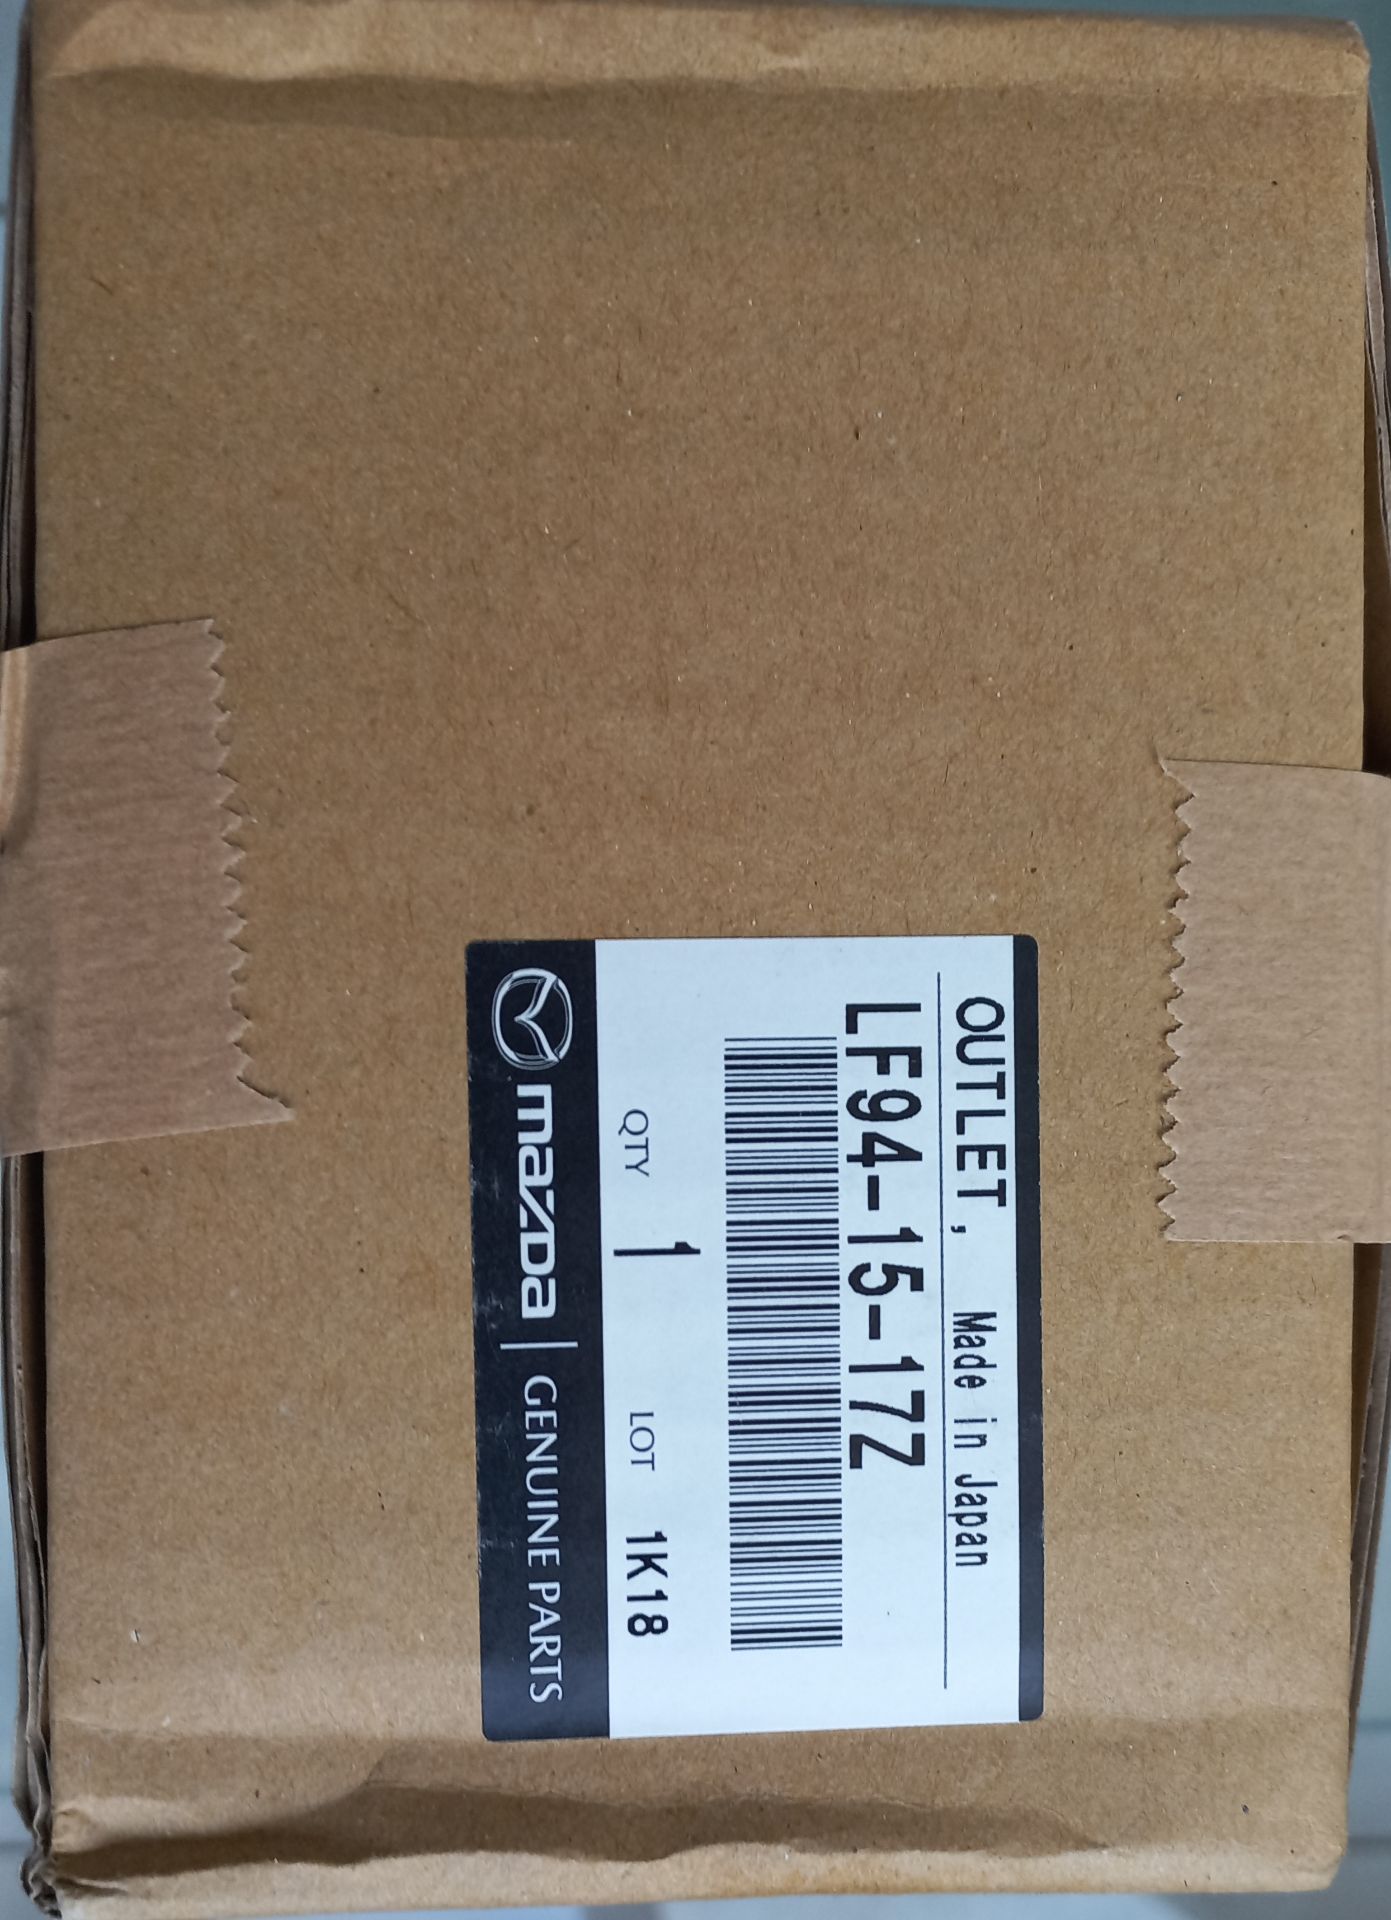 OUTLET, Made in Japan
LF94-15-17Z
QTY 1 LOT 1K18
mazda | GENUINE PARTS